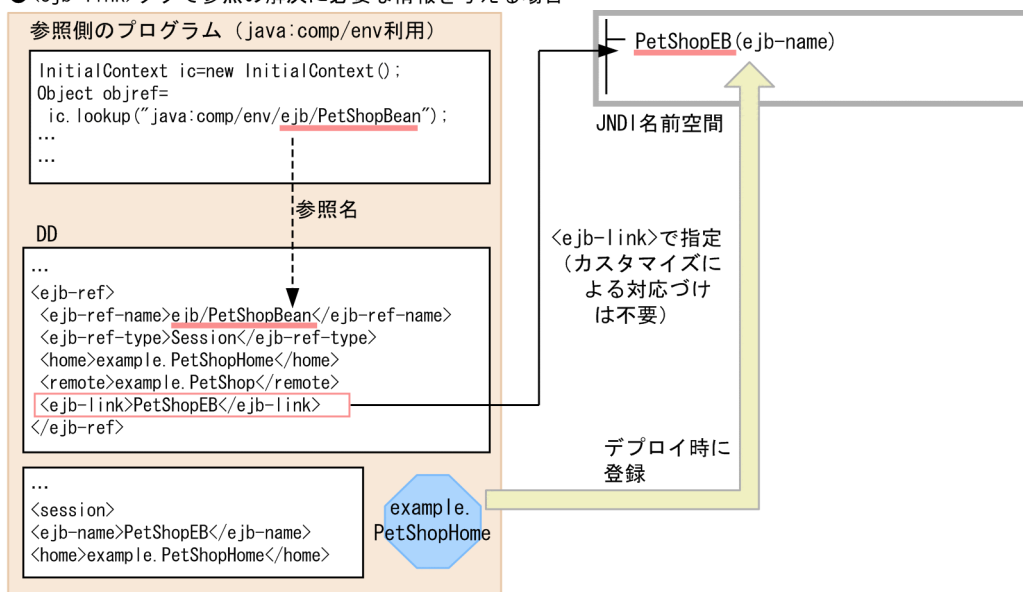 参照側のプログラム（java:comp/env利用）
InitialContext ic=new InitialContext();
Object objref=
ic.lookup("java:comp/env/ejb/PetShopBean");
...
...
参照名
DD
...
<ejb-ref>
<ejb-ref-name>ejb/PetShopBean</ejb-ref-name>
<ejb-ref-type>Session</ejb-ref-type>
<home>example.PetShopHome</home>
<remote>example.PetShop</remote>
<ejb-link>PetShopEB</ejb-link>
</ejb-ref>
...
<session>
<ejb-name>PetShopEB</ejb-name>
<home>example.PetShopHome</home>
example.
PetShopHome
PetShopEB(ejb-name)
JNDI名前空間
<ejb-link>で指定
（カスタマイズに
よる対応づけ
は不要）
デプロイ時に
登録